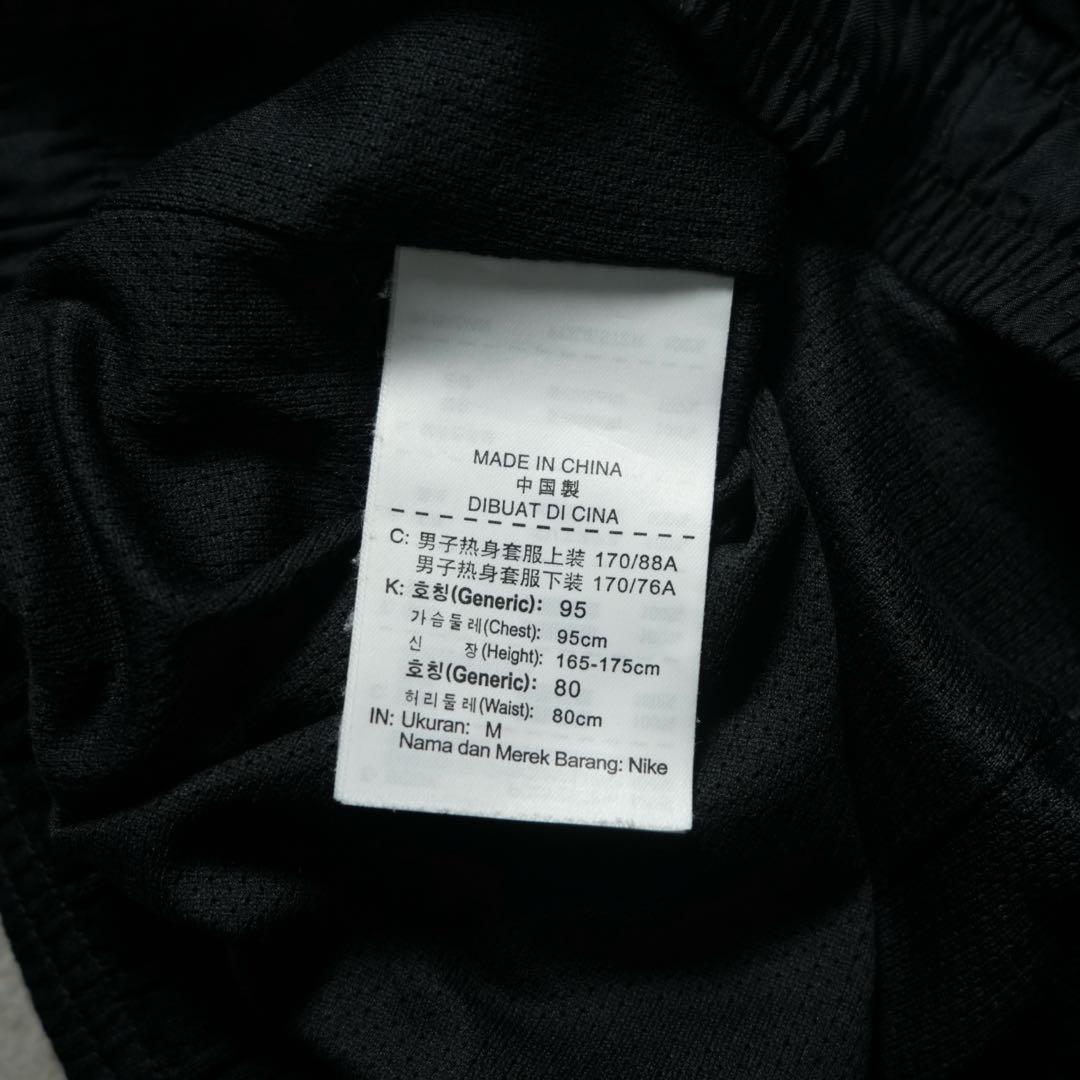 MADE IN CHINA
中国製
DIBUAT DI CINA
C: 男子热身套服上装 170/88A
男子热身套服下装 170/76A
K: 호칭(Generic): 95
가슴둘레(Chest): 95cm
신 장(Height): 165-175cm
호칭(Generic): 80
허리둘레(Waist): 80cm
IN: Ukuran: M
Nama dan Merek Barang: Nike